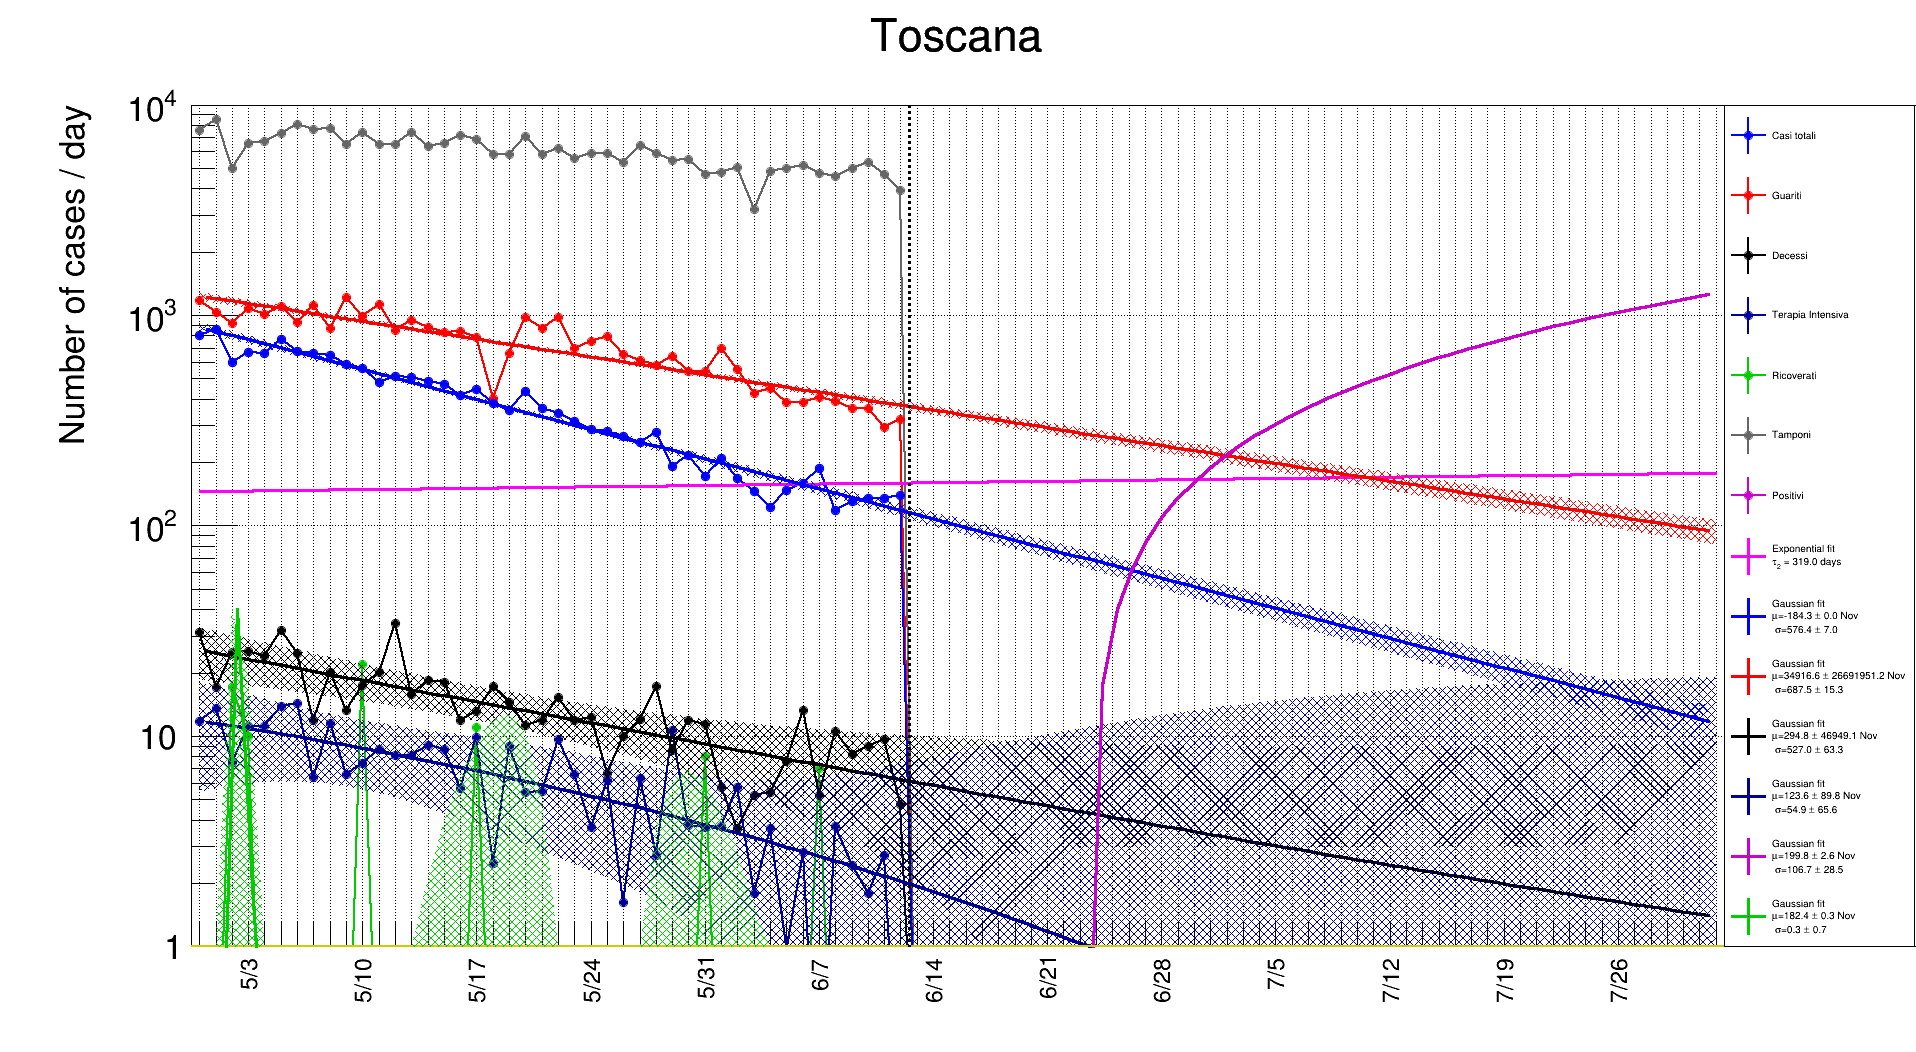 Toscana
Number of cases / day
10^4
10^3
10^2
10
1
5/3
5/10
5/17
5/24
5/31
6/7
6/14
6/21
6/28
7/5
7/12
7/19
7/26
Casi totali
Guariti
Decessi
Terapia Intensiva
Ricoverati
Tamponi
Positivi
Exponential fit
τ₂ = 319.0 days
Gaussian fit
μ=-184.3 ± 0.0 Nov
σ=576.4 ± 7.0
Gaussian fit
μ=34916.6 ± 26691951.2 Nov
σ=687.5 ± 15.3
Gaussian fit
μ=294.8 ± 46949.1 Nov
σ=527.0 ± 63.3
Gaussian fit
μ=123.6 ± 89.8 Nov
σ=54.9 ± 65.6
Gaussian fit
μ=199.8 ± 2.6 Nov
σ=106.7 ± 28.5
Gaussian fit
μ=182.4 ± 0.3 Nov
σ=0.3 ± 0.7